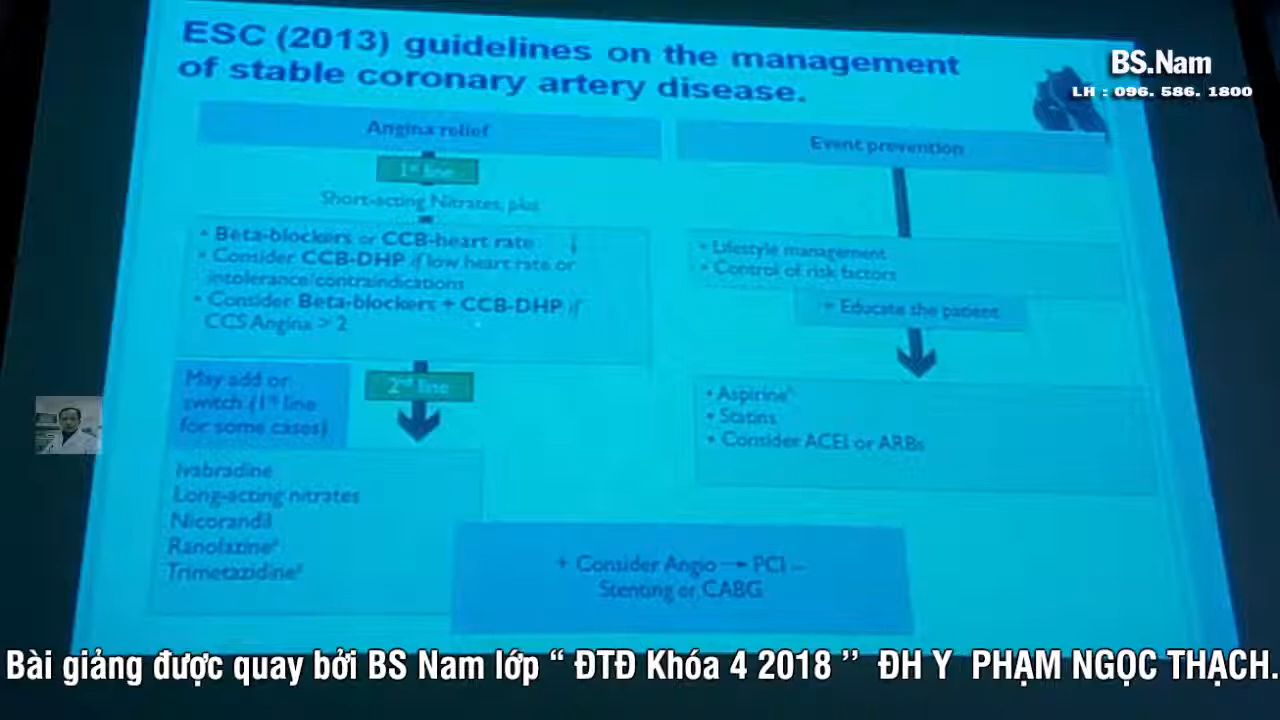 ESC (2013) guidelines on the management
of stable coronary artery disease.
BS.Nam
LH : 096. 586. 1800
Angina relief
1st line
Short-acting Nitrates, plus
• Beta-blockers or CCB-heart rate ↓
• Consider CCB-DHP if low heart rate or
intolerance/contraindications
• Consider Beta-blockers + CCB-DHP if
CCS Angina > 2
May add or
switch (1st line
for some cases)
2nd line
Ivabradine
Long-acting nitrates
Nicorandil
Ranolazine
Trimetazidine
Event prevention
• Lifestyle management
• Control of risk factors
+ Educate the patient
• Aspirine
• Statins
• Consider ACEI or ARBs
+ Consider Angio → PCI –
Stenting or CABG
Bài giảng được quay bởi BS Nam lớp “ ĐTĐ Khóa 4 2018 ’’ ĐH Y PHẠM NGỌC THẠCH.